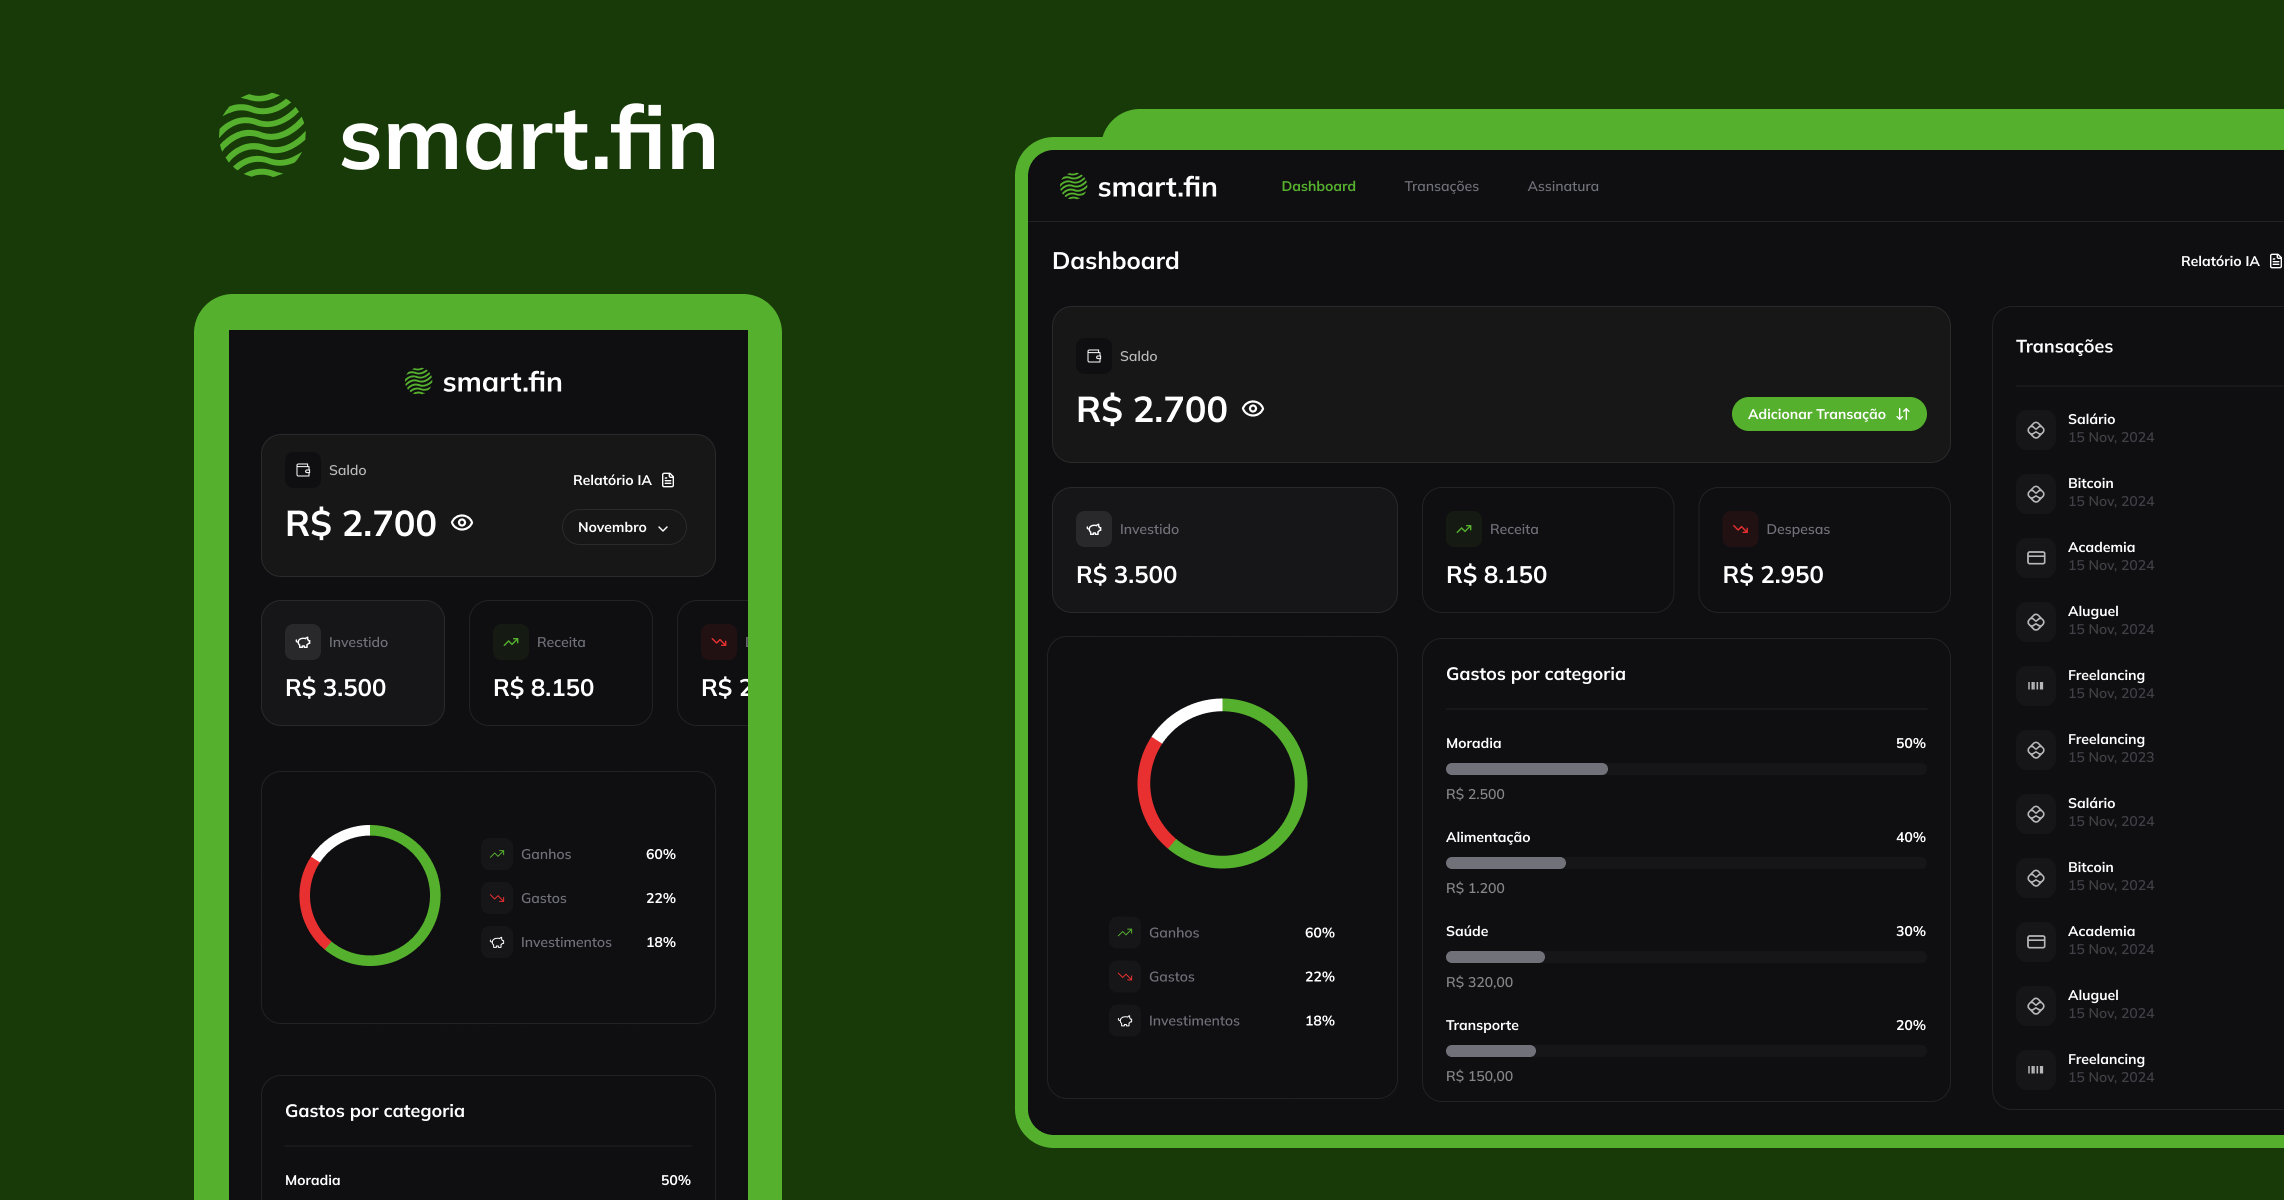 smart.fin
smart.fin
Saldo
R$ 2.700
Relatório IA
Novembro
Investido
R$ 3.500
Receita
R$ 8.150
R$ 2
Ganhos 60%
Gastos 22%
Investimentos 18%
Gastos por categoria
Moradia 50%
smart.fin
Dashboard
Transações
Assinatura
Dashboard
Relatório IA
Saldo
R$ 2.700
Adicionar Transação
Investido
R$ 3.500
Receita
R$ 8.150
Despesas
R$ 2.950
Ganhos 60%
Gastos 22%
Investimentos 18%
Gastos por categoria
Moradia 50%
R$ 2.500
Alimentação 40%
R$ 1.200
Saúde 30%
R$ 320,00
Transporte 20%
R$ 150,00
Transações
Salário
15 Nov, 2024
Bitcoin
15 Nov, 2024
Academia
15 Nov, 2024
Aluguel
15 Nov, 2024
Freelancing
15 Nov, 2024
Freelancing
15 Nov, 2023
Salário
15 Nov, 2024
Bitcoin
15 Nov, 2024
Academia
15 Nov, 2024
Aluguel
15 Nov, 2024
Freelancing
15 Nov, 2024